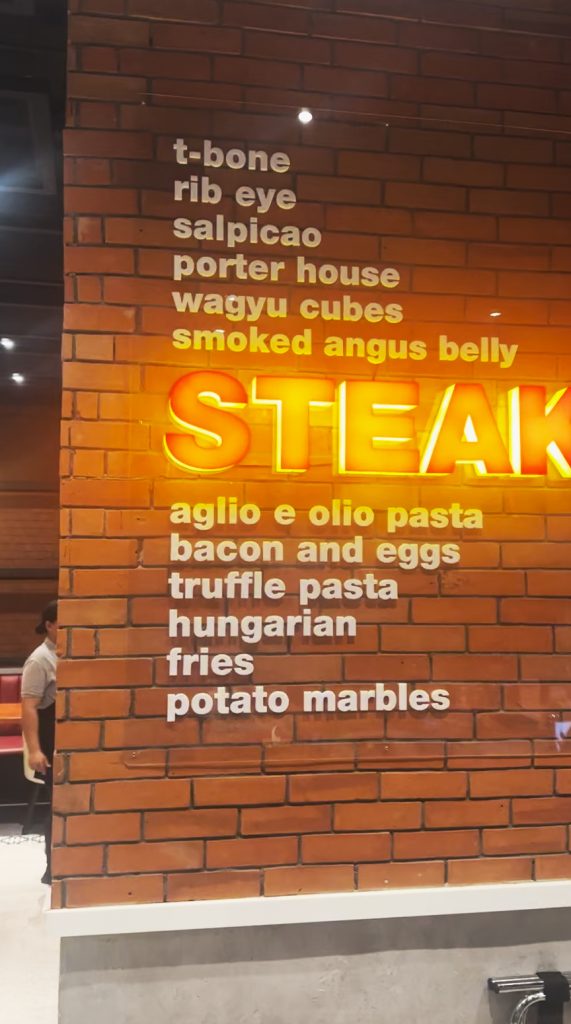 t-bone
rib eye
salpicao
porter house
wagyu cubes
smoked angus belly
STEAK
aglio e olio pasta
bacon and eggs
truffle pasta
hungarian
fries
potato marbles